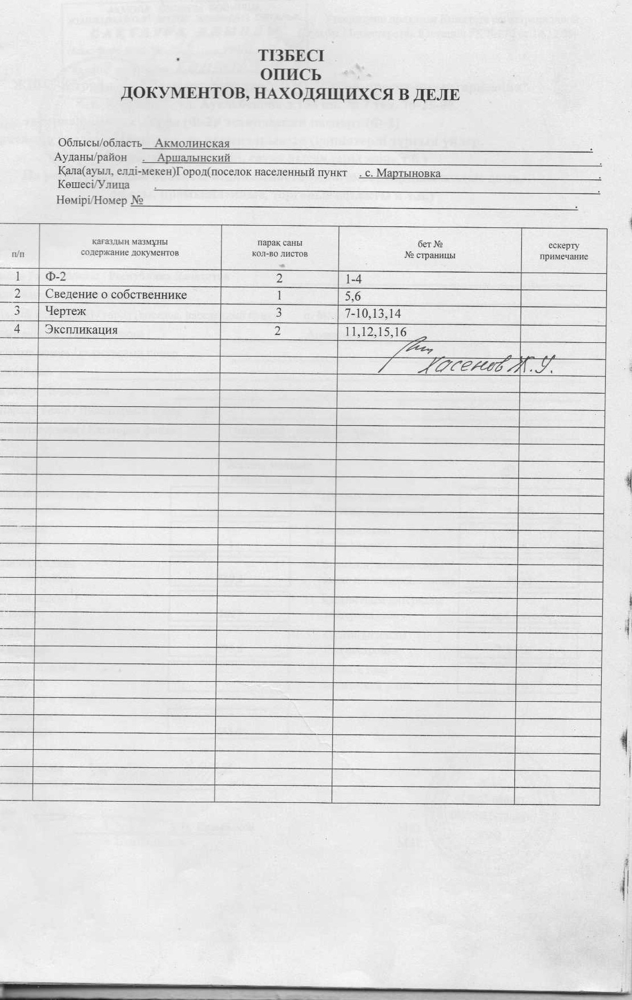 ТІЗБЕСІ
ОПИСЬ
ДОКУМЕНТОВ, НАХОДЯЩИХСЯ В ДЕЛЕ
Облысы/область Акмолинская .
Ауданы/район . Аршалынский .
Қала(ауыл, елді-мекен)Город(поселок населенный пункт . с. Мартыновка .
Көшесі/Улица . .
Нөмірі/Номер № .
п/п қағаздың мазмұны парақ саны бет № ескерту
содержание документов кол-во листов № страницы примечание
1 Ф-2 2 1-4
2 Сведение о собственнике 1 5,6
3 Чертеж 3 7-10,13,14
4 Экспликация 2 11,12,15,16
Хасенов Ж.У.